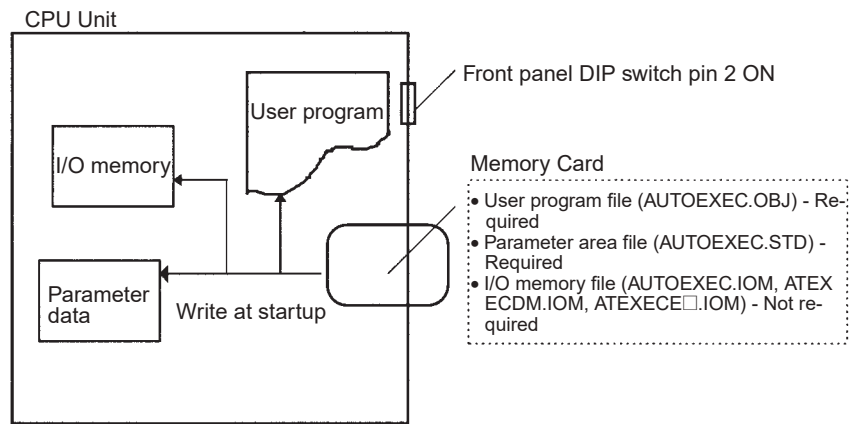 CPU Unit
Front panel DIP switch pin 2 ON
User program
I/O memory
Memory Card
• User program file (AUTOEXEC.OBJ) - Re-
quired
• Parameter area file (AUTOEXEC.STD) -
Required
• I/O memory file (AUTOEXEC.IOM, ATEX
ECDM.IOM, ATEXECE□.IOM) - Not re-
quired
Parameter
data
Write at startup